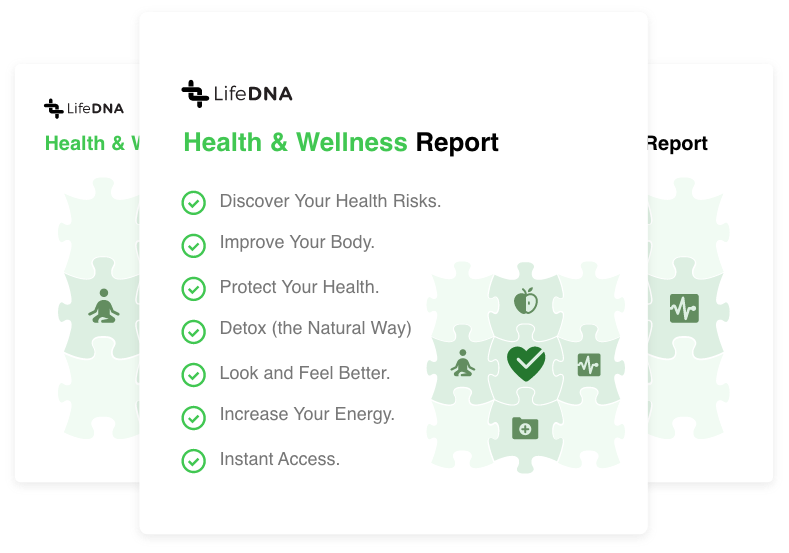 LifeDNA
Health & Wellness Report
Discover Your Health Risks.
Improve Your Body.
Protect Your Health.
Detox (the Natural Way)
Look and Feel Better.
Increase Your Energy.
Instant Access.
LifeDNA
Health & W
Report